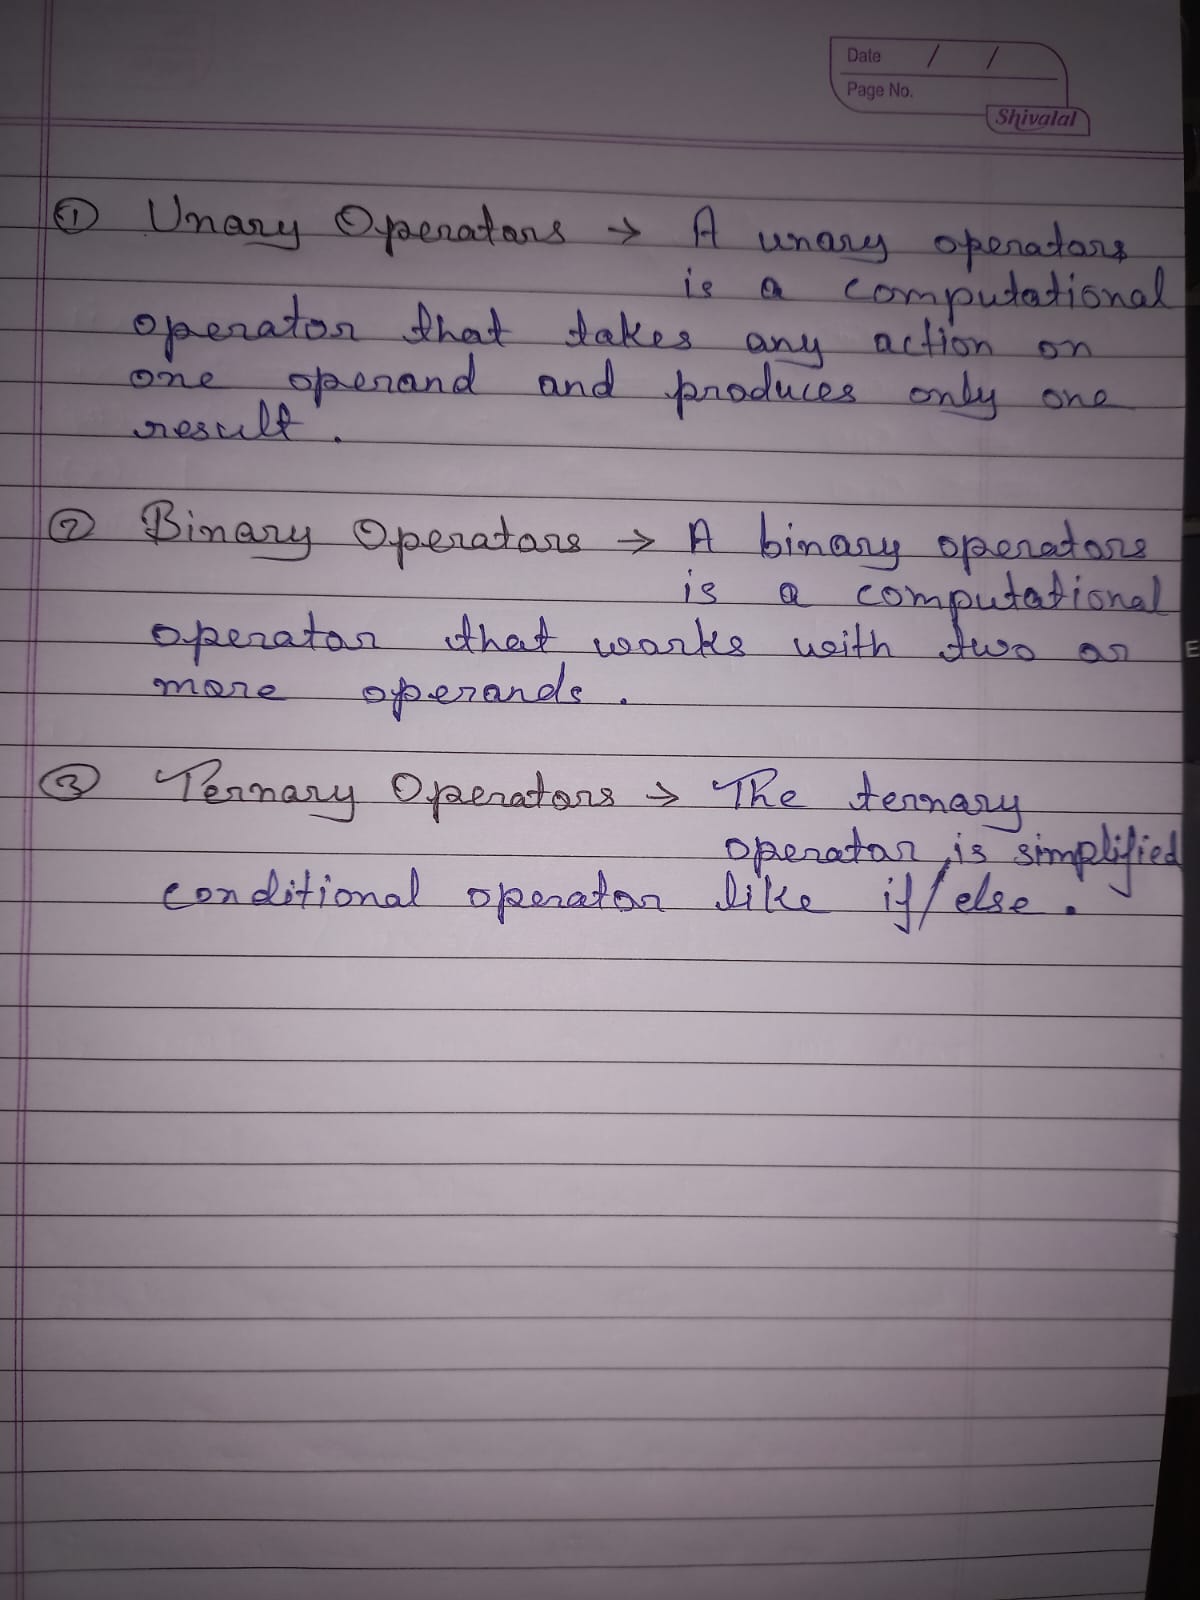 Date / /
Page No.
Shivalal
① Unary Operators → A unary operators
is a computational
operator that takes any action on
one operand and produces only one
result.
② Binary Operators → A binary operators
is a computational
operator that works with two or
more operands.
③ Ternary Operators → The ternary
operator is simplified
conditional operator like if/else.
E